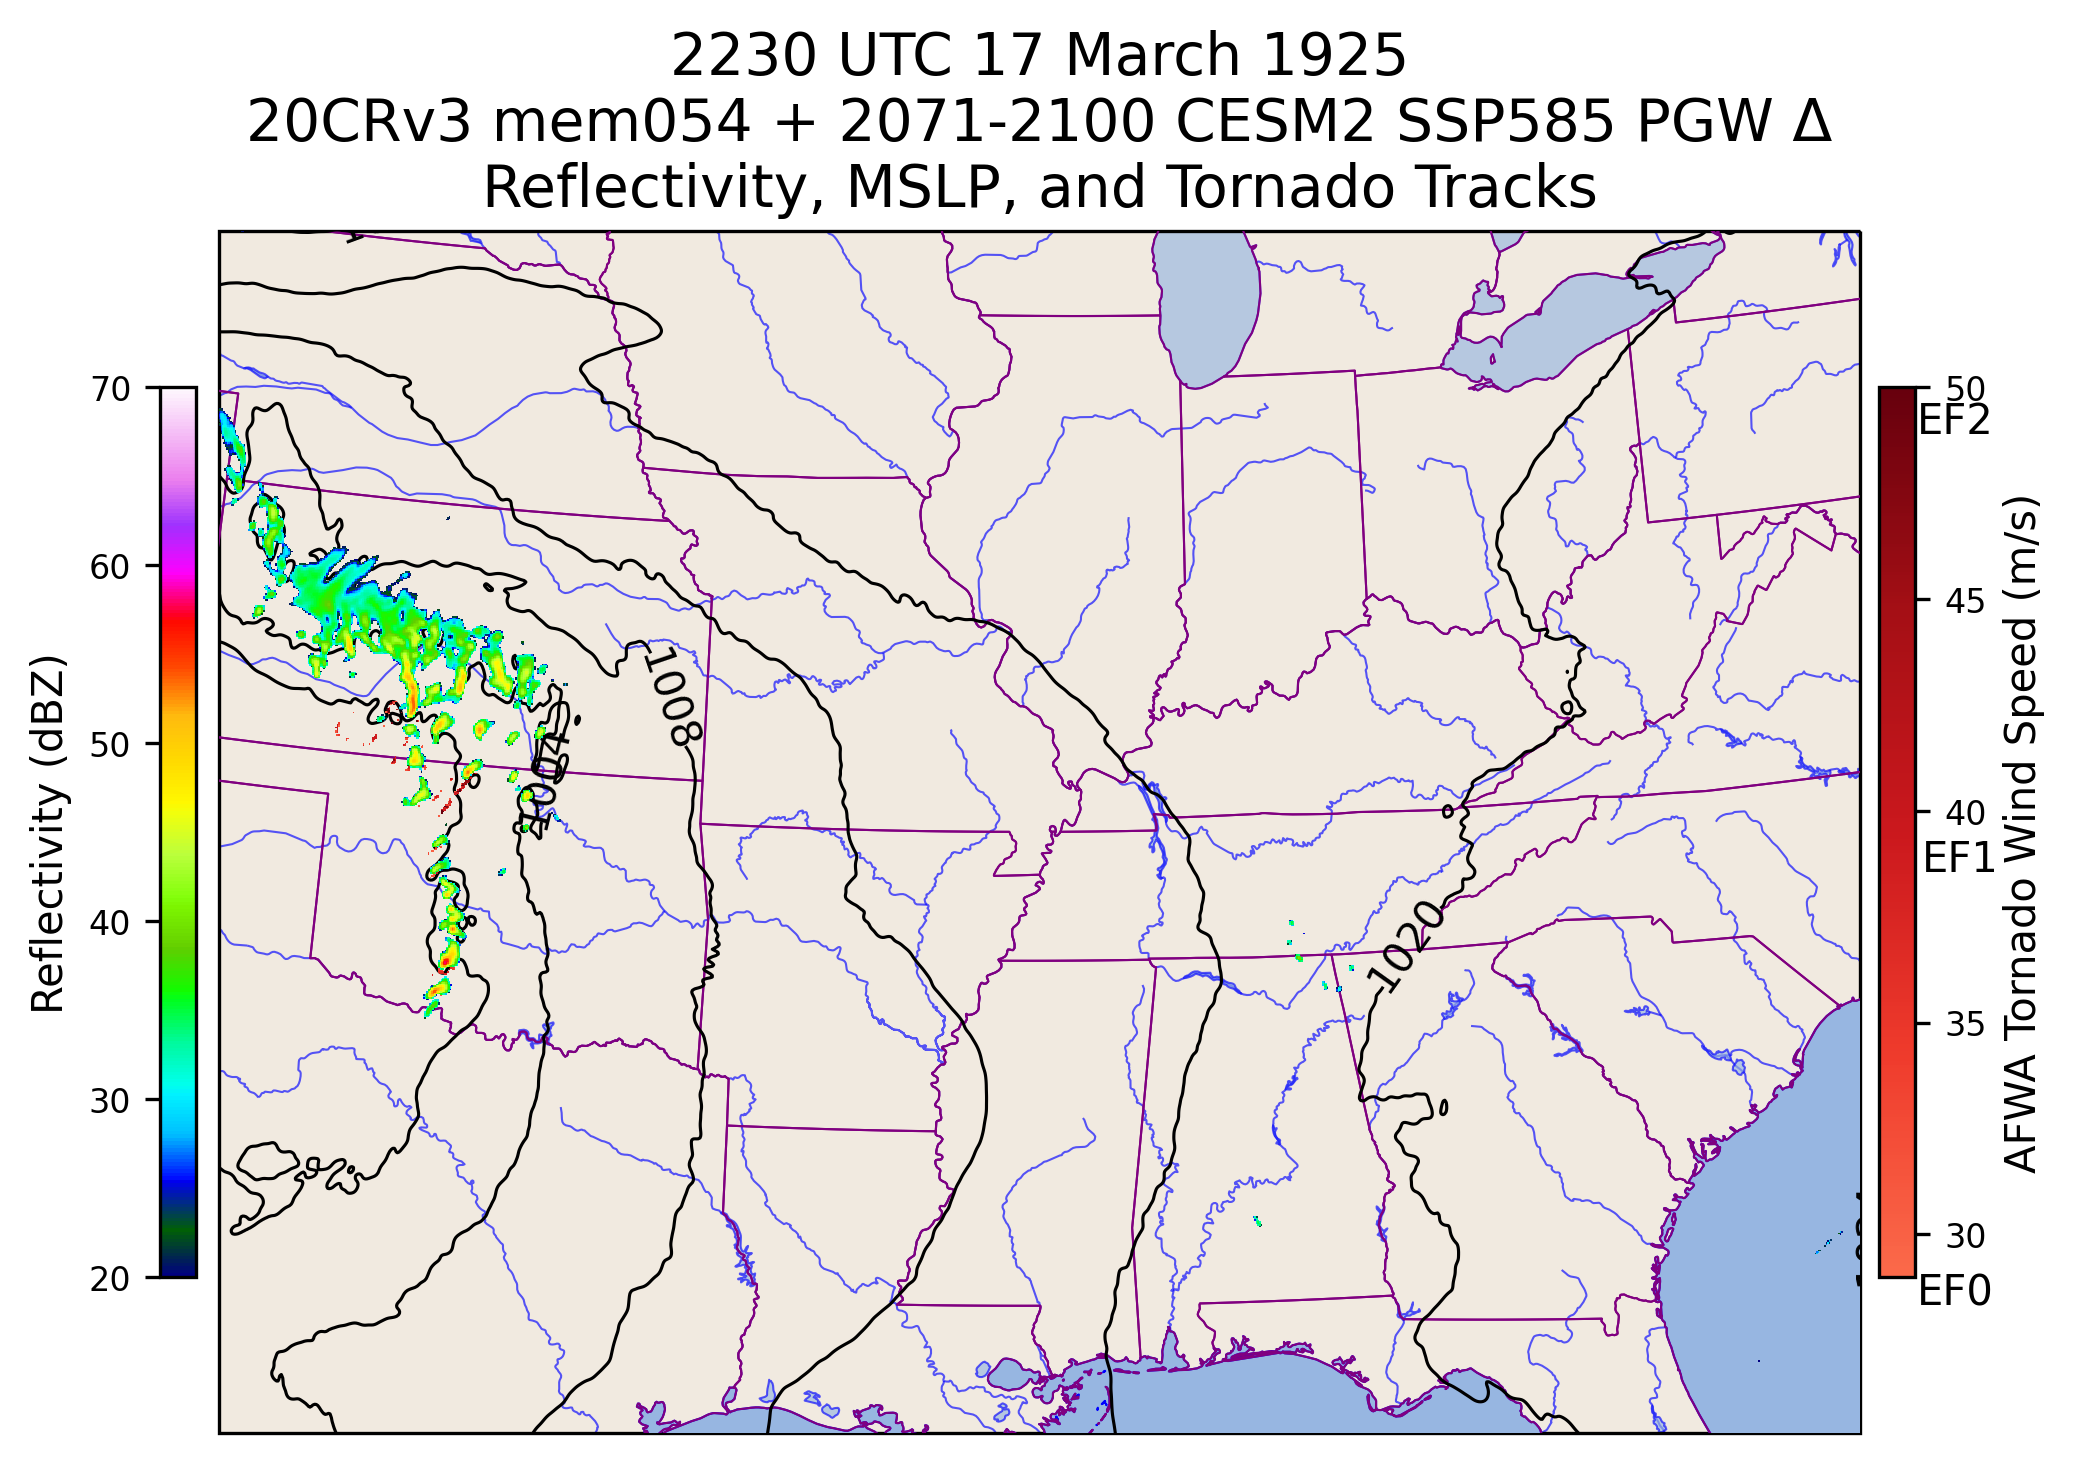 2230 UTC 17 March 1925
20CRv3 mem054 + 2071-2100 CESM2 SSP585 PGW Δ
Reflectivity, MSLP, and Tornado Tracks
70
60
50
40
30
20
Reflectivity (dBZ)
1008
1004
1020
50
EF2
45
40
EF1
35
30
EF0
AFWA Tornado Wind Speed (m/s)